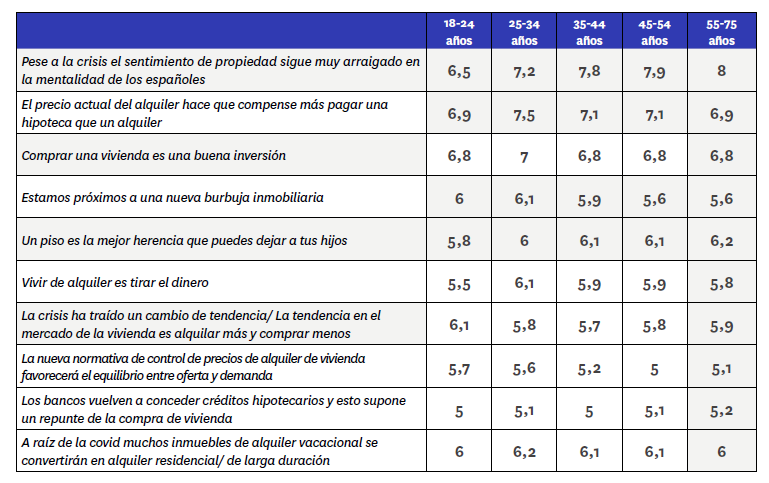 18-24 años 25-34 años 35-44 años 45-54 años 55-75 años
Pese a la crisis el sentimiento de propiedad sigue muy arraigado en
la mentalidad de los españoles
6,5 7,2 7,8 7,9 8
El precio actual del alquiler hace que compense más pagar una
hipoteca que un alquiler
6,9 7,5 7,1 7,1 6,9
Comprar una vivienda es una buena inversión
6,8 7 6,8 6,8 6,8
Estamos próximos a una nueva burbuja inmobiliaria
6 6,1 5,9 5,6 5,6
Un piso es la mejor herencia que puedes dejar a tus hijos
5,8 6 6,1 6,1 6,2
Vivir de alquiler es tirar el dinero
5,5 6,1 5,9 5,9 5,8
La crisis ha traído un cambio de tendencia/ La tendencia en el
mercado de la vivienda es alquilar más y comprar menos
6,1 5,8 5,7 5,8 5,9
La nueva normativa de control de precios de alquiler de vivienda
favorecerá el equilibrio entre oferta y demanda
5,7 5,6 5,2 5 5,1
Los bancos vuelven a conceder créditos hipotecarios y esto supone
un repunte de la compra de vivienda
5 5,1 5 5,1 5,2
A raíz de la covid muchos inmuebles de alquiler vacacional se
convertirán en alquiler residencial/ de larga duración
6 6,2 6,1 6,1 6